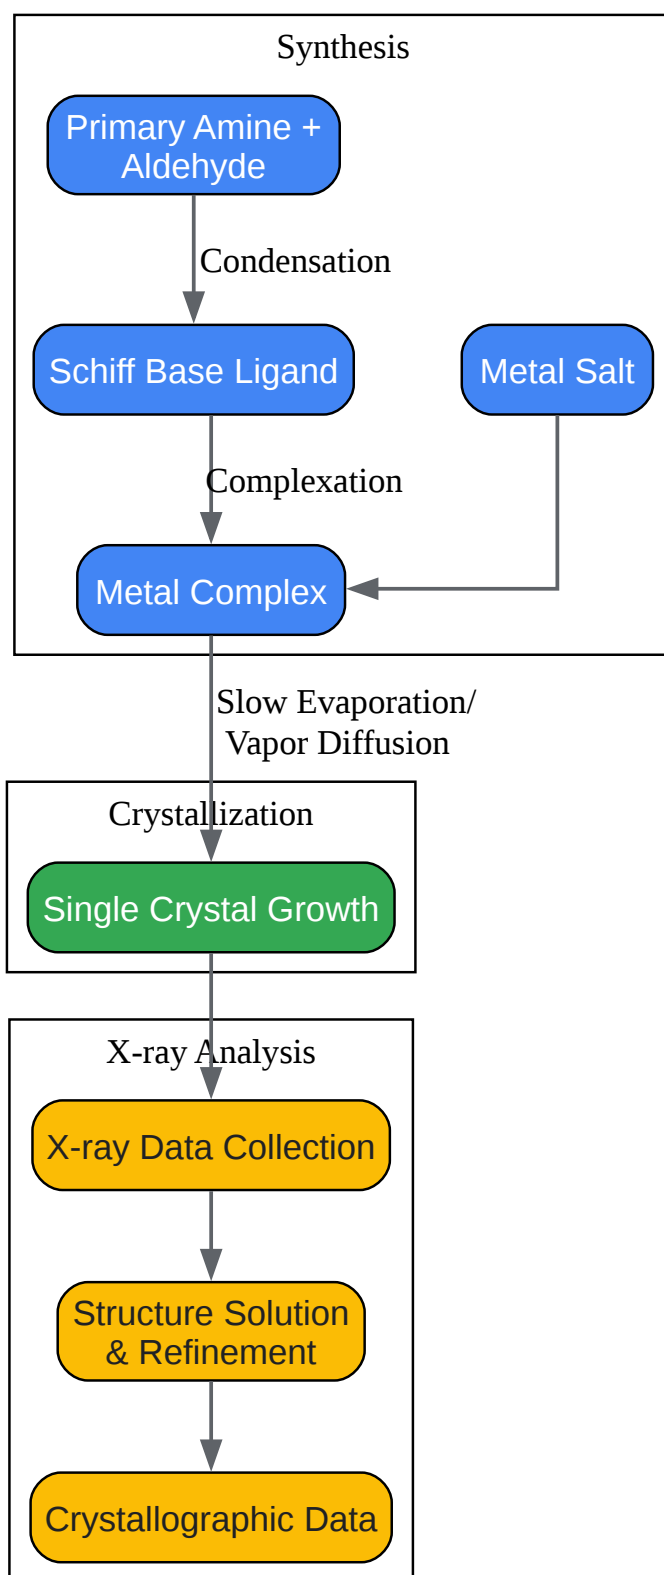 Synthesis
Primary Amine +
Aldehyde
Condensation
Schiff Base Ligand
Metal Salt
Complexation
Metal Complex
Slow Evaporation/
Vapor Diffusion
Crystallization
Single Crystal Growth
X-ray Analysis
X-ray Data Collection
Structure Solution
& Refinement
Crystallographic Data